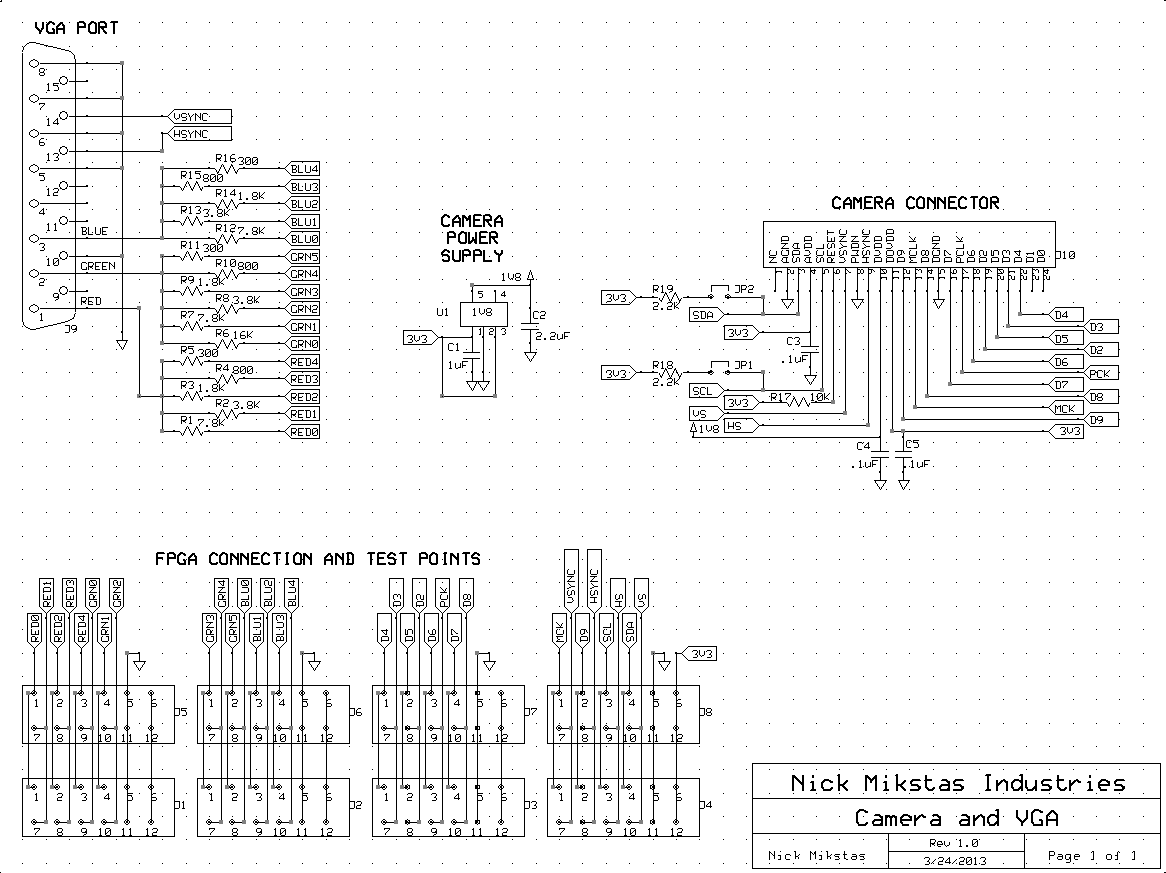 VGA PORT
8
15
7
14
VSYNC
6
HSYNC
13
5
12
4
11
BLUE
3
10
GREEN
2
9
RED
1
J9
R16 300 BLU4
R15 800 BLU3
R14 1.8K BLU2
R13 3.8K BLU1
R12 7.8K BLU0
R11 300 GRN5
R10 800 GRN4
R9 1.8K GRN3
R8 3.8K GRN2
R7 7.8K GRN1
R6 16K GRN0
R5 300 RED4
R4 800 RED3
R3 1.8K RED2
R2 3.8K RED1
R1 7.8K RED0
CAMERA
POWER
SUPPLY
1V8
5 4
U1 1V8
C2
2.2uF
3V3
1 2 3
C1
1uF
CAMERA CONNECTOR
NC AGND SDA AVDD SCL RESET VSYNC PWDN HSYNC DVDD DOVDD D9 MCLK D8 DGND D7 PCLK D6 D2 D5 D3 D4 D1 D0
J10
1 2 3 4 5 6 7 8 9 10 11 12 13 14 15 16 17 18 19 20 21 22 23 24
3V3 R19 2.2K JP2
SDA
3V3
C3
.1uF
3V3 R18 2.2K JP1
SCL
3V3 R17 10K
VS
1V8 HS
D4
D3
D5
D2
D6
PCK
D7
D8
MCK
D9
3V3
C4 .1uF
C5 .1uF
FPGA CONNECTION AND TEST POINTS
RED1 RED3 GRN0 GRN2
RED0 RED2 RED4 GRN1
GRN4 BLU0 BLU2 BLU4
GRN3 GRN5 BLU1 BLU3
D3 D2 PCK D8
D4 D5 D6 D7
VSYNC HSYNC HS VS
MCK D9 SCL SDA
3V3
1 2 3 4 5 6
7 8 9 10 11 12
J5
1 2 3 4 5 6
7 8 9 10 11 12
J6
1 2 3 4 5 6
7 8 9 10 11 12
J7
1 2 3 4 5 6
7 8 9 10 11 12
J8
1 2 3 4 5 6
7 8 9 10 11 12
J1
1 2 3 4 5 6
7 8 9 10 11 12
J2
1 2 3 4 5 6
7 8 9 10 11 12
J3
1 2 3 4 5 6
7 8 9 10 11 12
J4
Nick Mikstas Industries
Camera and VGA
Nick Mikstas
Rev 1.0
3/24/2013
Page 1 of 1